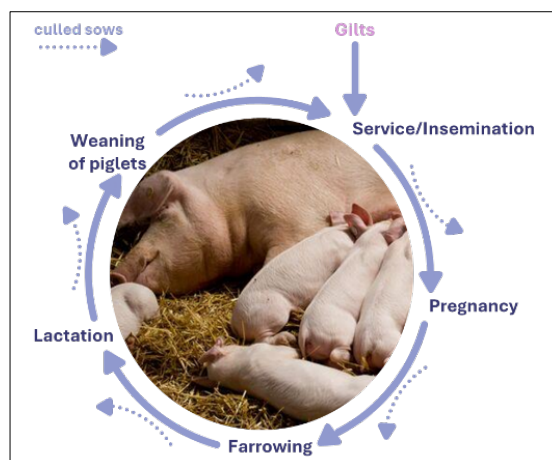 culled sows
Gilts
Service/Insemination
Weaning
of piglets
Pregnancy
Lactation
Farrowing